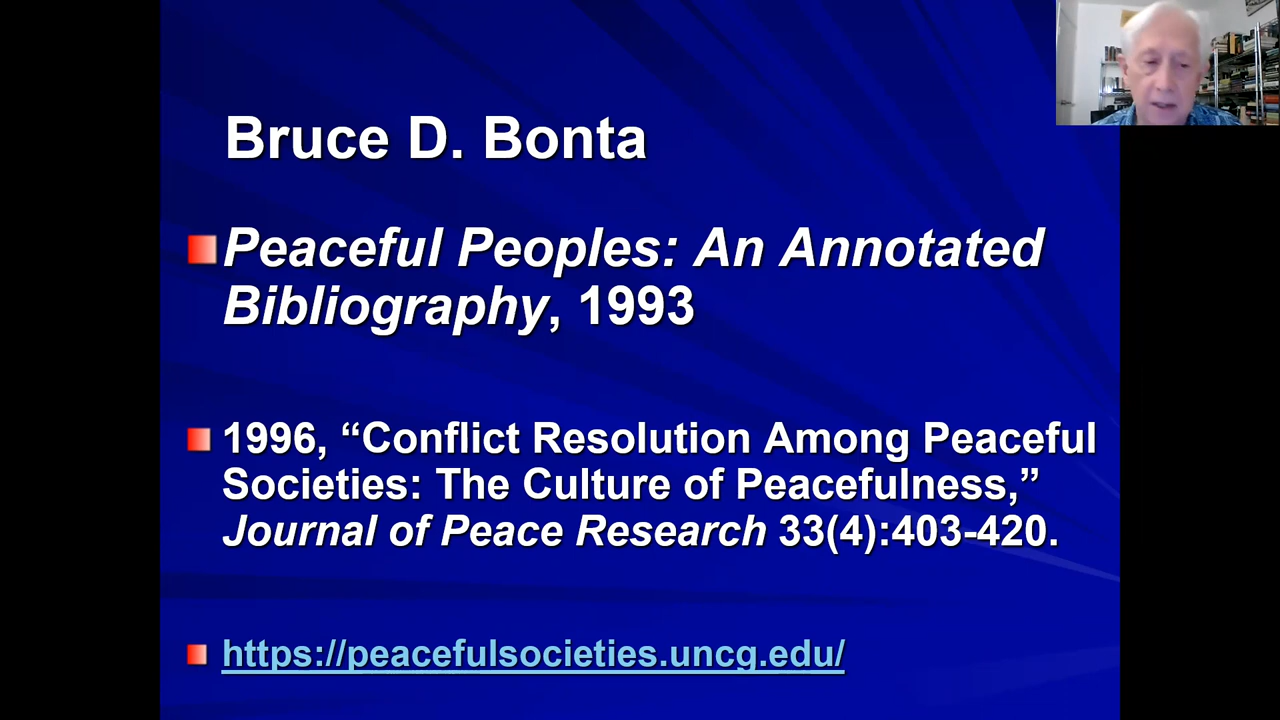 Bruce D. Bonta
Peaceful Peoples: An Annotated
Bibliography, 1993
1996, “Conflict Resolution Among Peaceful
Societies: The Culture of Peacefulness,”
Journal of Peace Research 33(4):403-420.
https://peacefulsocieties.uncg.edu/